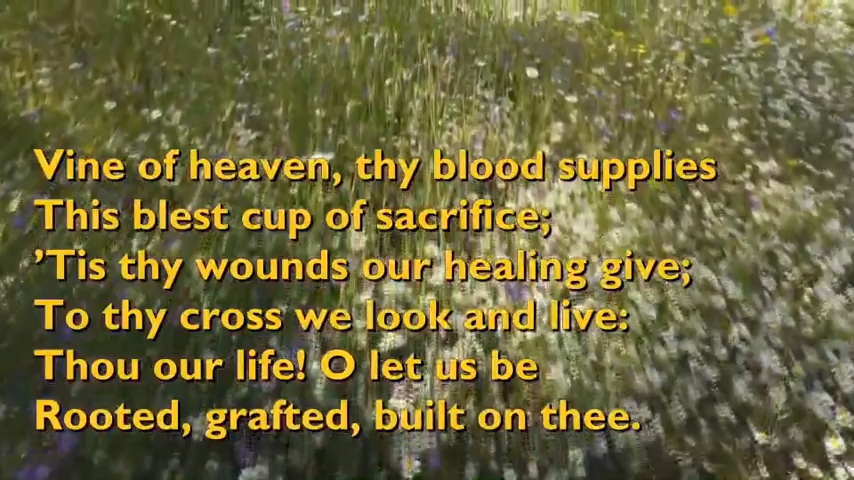 Vine of heaven, thy blood supplies
This blest cup of sacrifice;
’Tis thy wounds our healing give;
To thy cross we look and live:
Thou our life! O let us be
Rooted, grafted, built on thee.